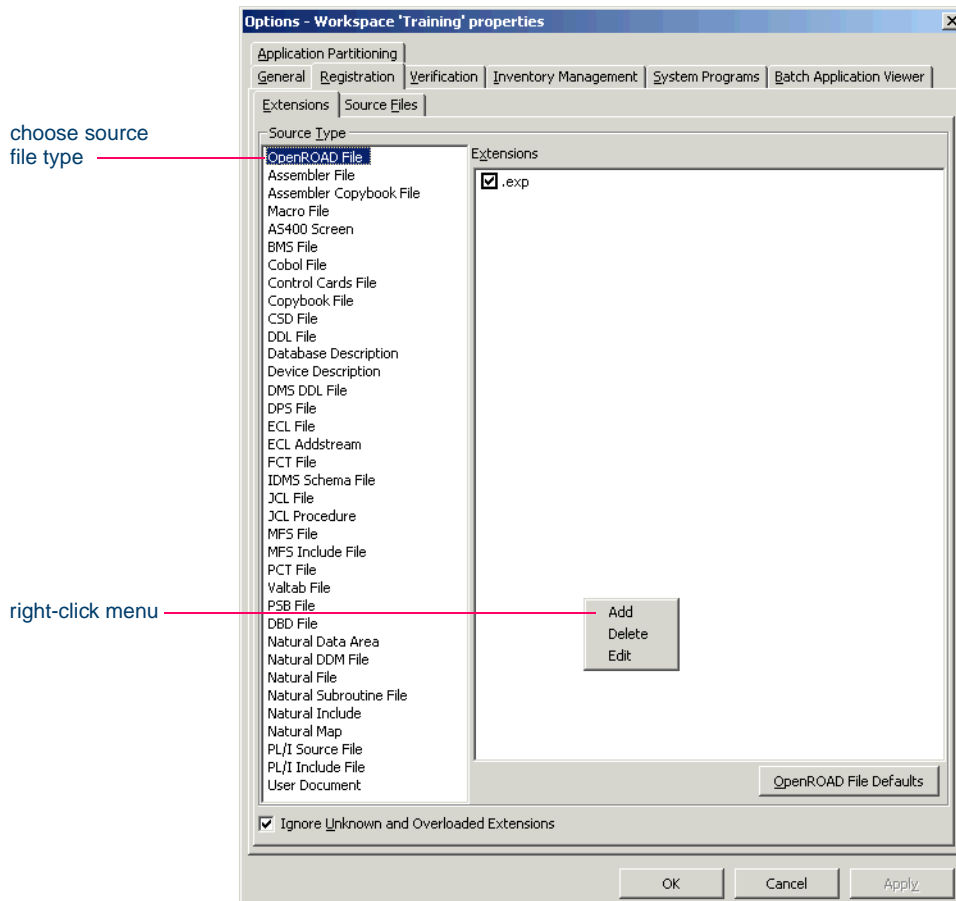 Options - Workspace 'Training' properties
Application Partitioning
General Registration Verification Inventory Management System Programs Batch Application Viewer
Extensions Source Files
choose source
file type
Source Type
OpenROAD File
Assembler File
Assembler Copybook File
Macro File
AS400 Screen
BMS File
Cobol File
Control Cards File
Copybook File
CSD File
DDL File
Database Description
Device Description
DMS DDL File
DPS File
ECL File
ECL Addstream
FCT File
IDMS Schema File
JCL File
JCL Procedure
MFS File
MFS Include File
PCT File
Valtab File
PSB File
DBD File
Natural Data Area
Natural DDM File
Natural File
Natural Subroutine File
Natural Include
Natural Map
PL/I Source File
PL/I Include File
User Document
Extensions
.exp
right-click menu
Add
Delete
Edit
OpenROAD File Defaults
Ignore Unknown and Overloaded Extensions
OK Cancel Apply